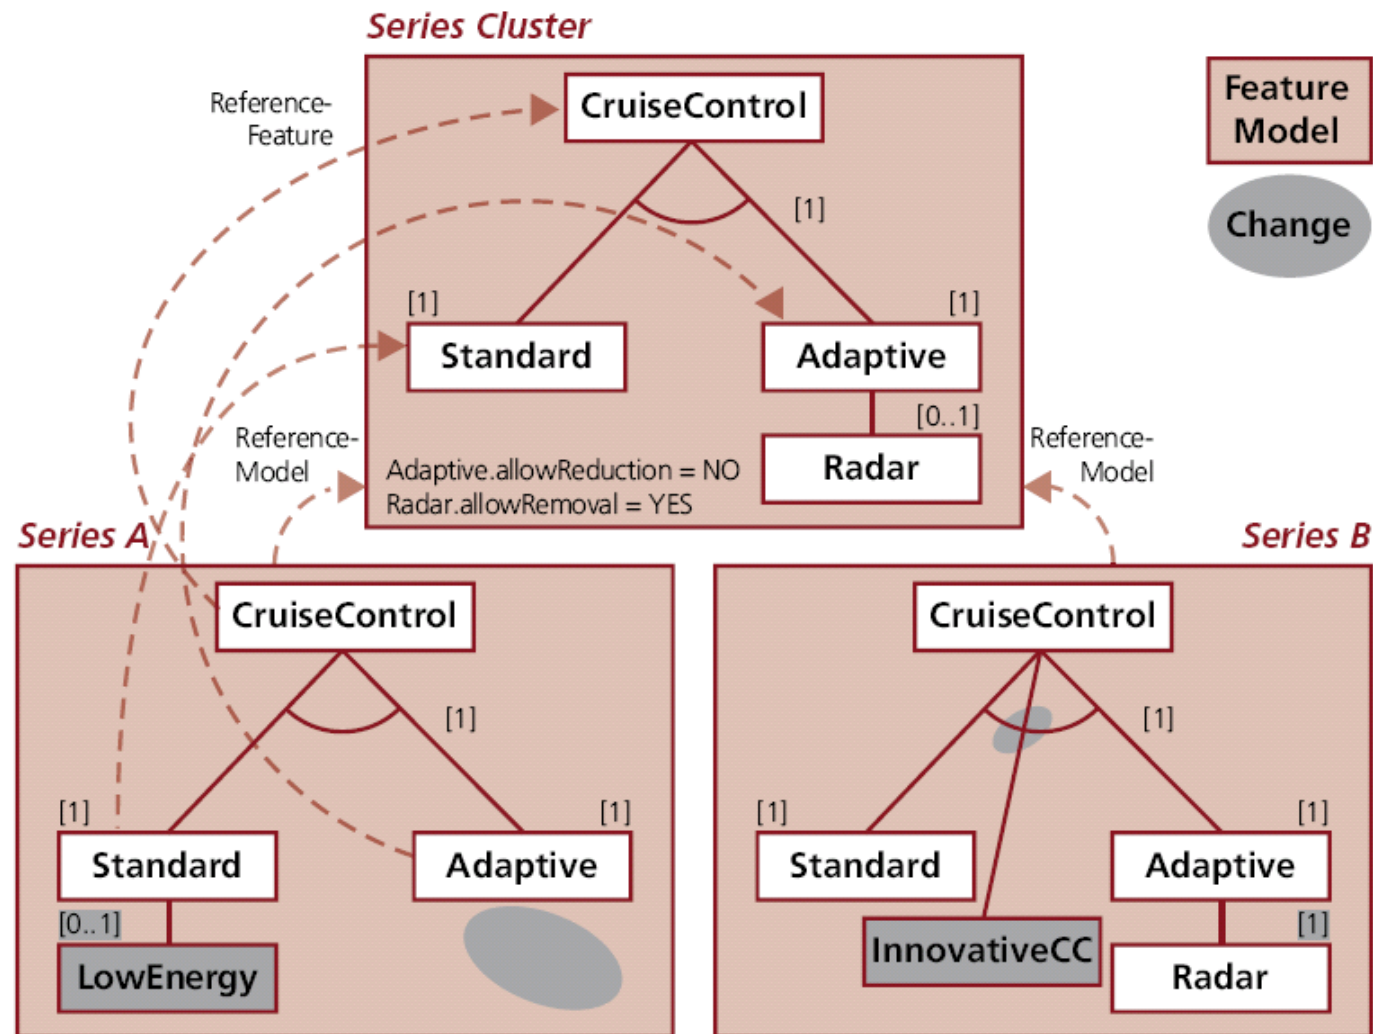 Series Cluster
CruiseControl
Reference-
Feature
[1]
[1]
Standard
[1]
Adaptive
[0..1]
Radar
Adaptive.allowReduction = NO
Radar.allowRemoval = YES
Feature
Model
Change
Reference-
Model
Reference-
Model
Series A
CruiseControl
[1]
[1]
Standard
[1]
Adaptive
[0..1]
LowEnergy
Series B
CruiseControl
[1]
[1]
Standard
[1]
Adaptive
InnovativeCC
[1]
Radar